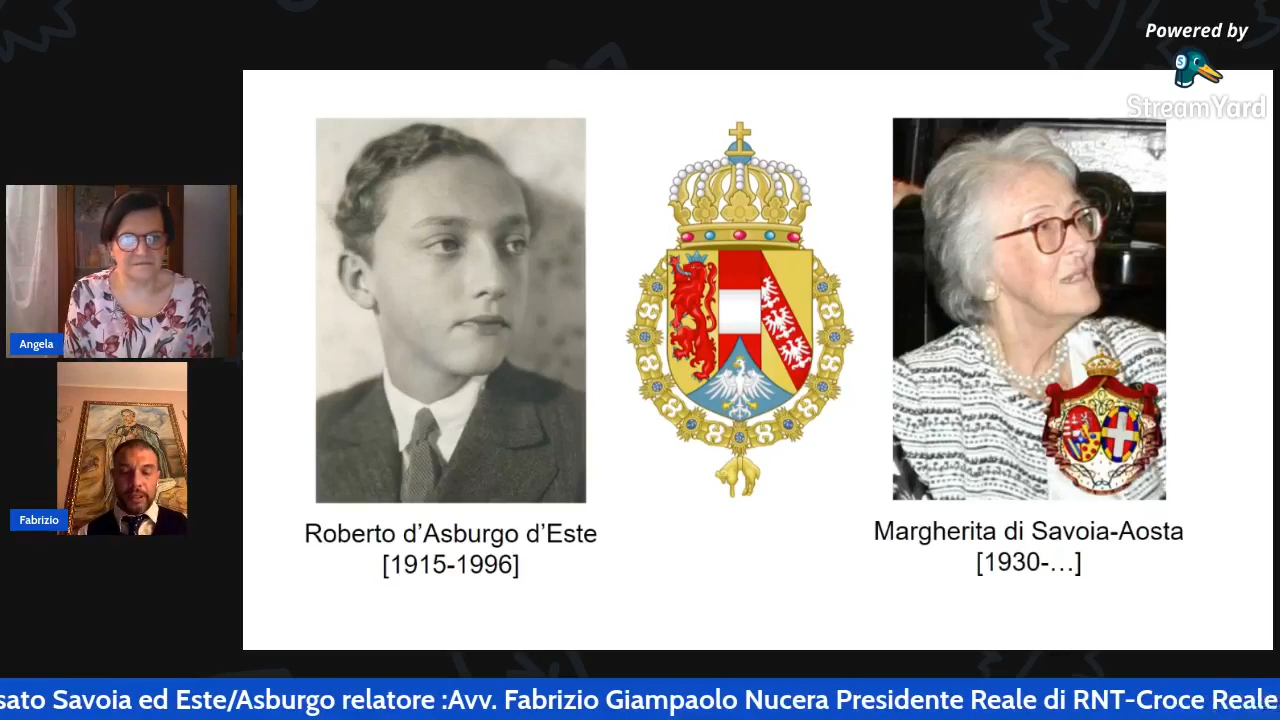 Powered by
StreamYard
Angela
Fabrizio
Roberto d’Asburgo d’Este
[1915-1996]
Margherita di Savoia-Aosta
[1930-…]
sato Savoia ed Este/Asburgo relatore :Avv. Fabrizio Giampaolo Nucera Presidente Reale di RNT-Croce Reale